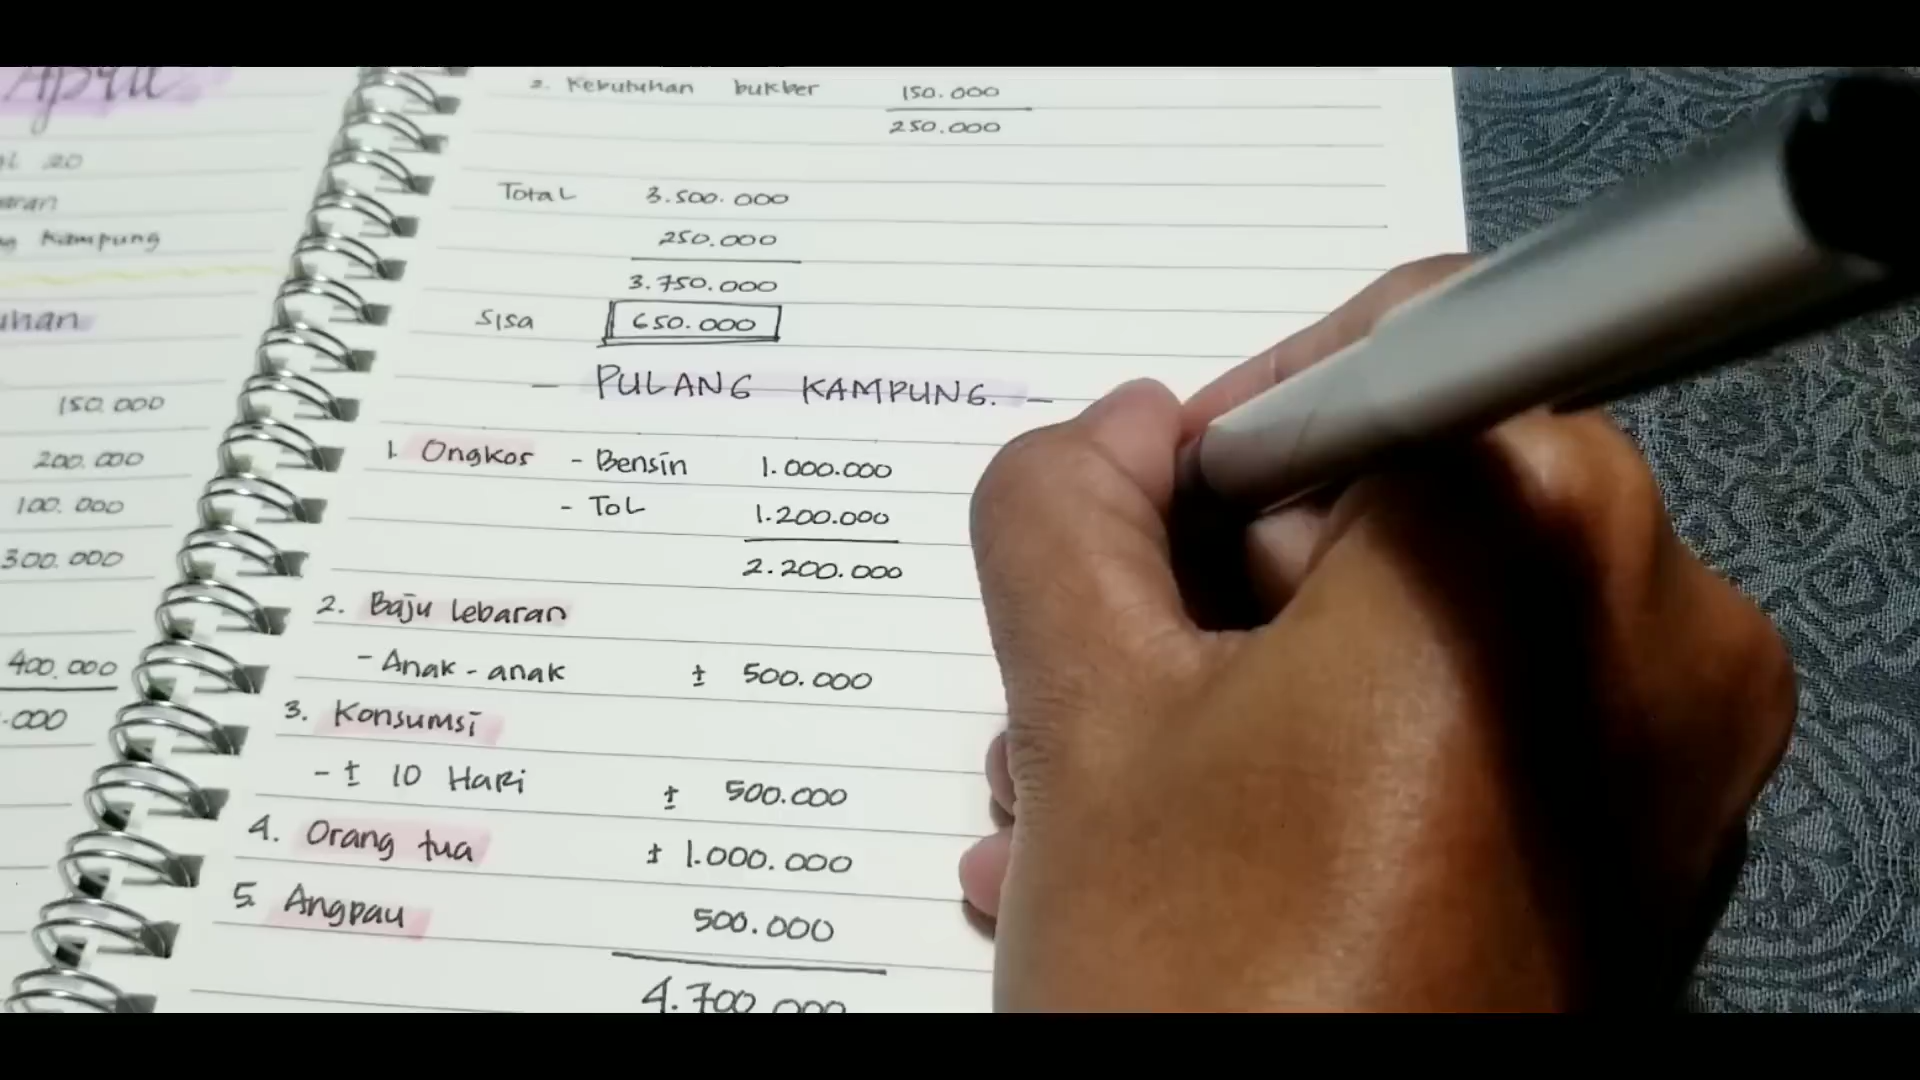 April
20
Kampung
150.000
200.000
100.000
300.000
400.000
.000
2. Kebutuhan bukber 150.000
250.000
Total 3.500.000
250.000
3.750.000
Sisa 650.000
- PULANG KAMPUNG. -
1. Ongkos - Bensin 1.000.000
- Tol 1.200.000
2.200.000
2. Baju lebaran
- Anak - anak ± 500.000
3. Konsumsi
- ± 10 Hari ± 500.000
4. Orang tua ± 1.000.000
5. Angpau 500.000
4.700.000